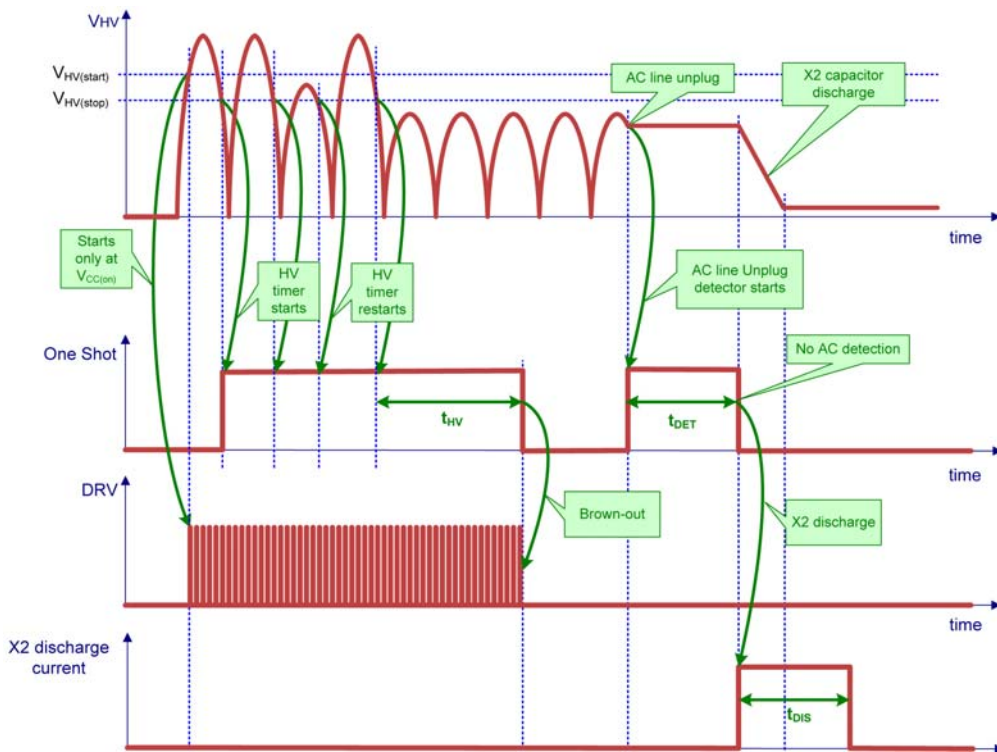 VHV
VHV(start)
VHV(stop)
AC line unplug
X2 capacitor
discharge
time
Starts
only at
VCC(on)
HV
timer
starts
HV
timer
restarts
AC line Unplug
detector starts
One Shot
No AC detection
tHV
tDET
time
DRV
Brown-out
X2 discharge
time
X2 discharge
current
tDIS